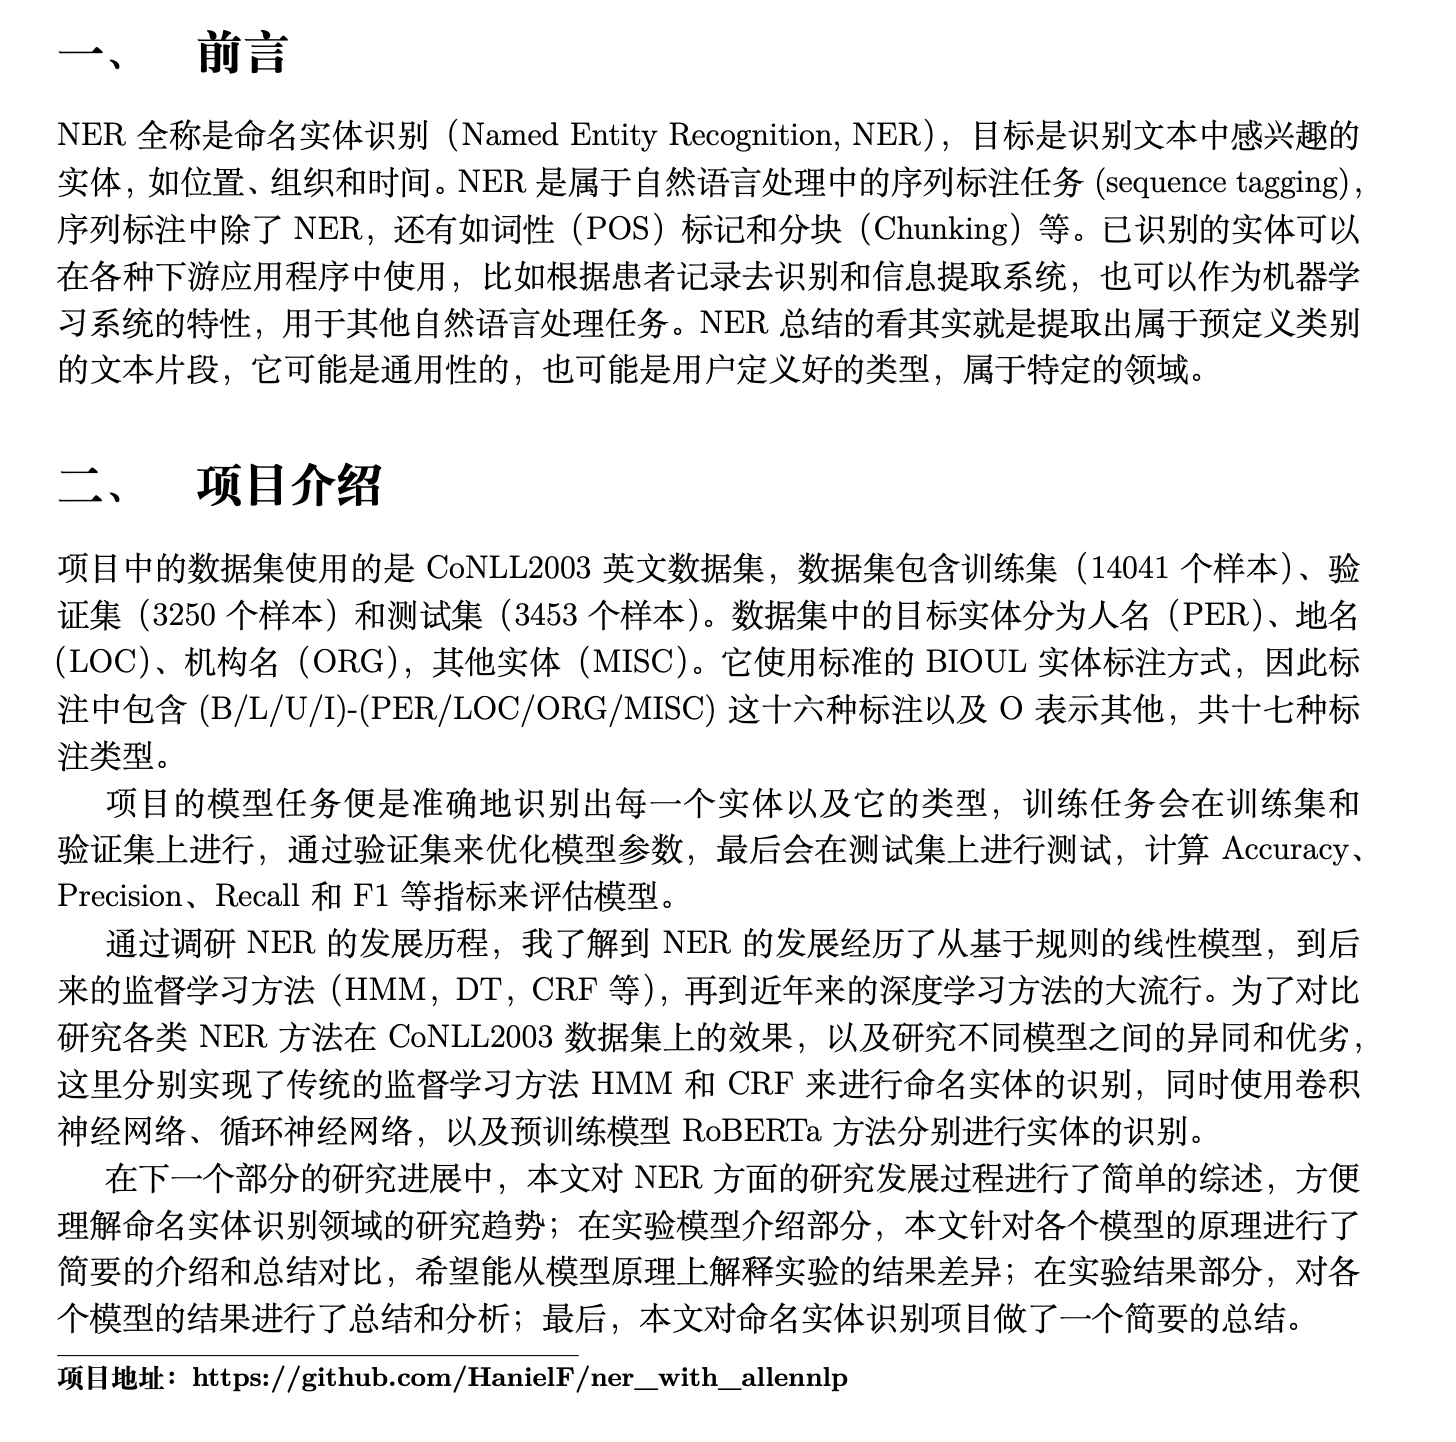 一、 前言
NER 全称是命名实体识别（Named Entity Recognition, NER），目标是识别文本中感兴趣的
实体，如位置、组织和时间。NER 是属于自然语言处理中的序列标注任务 (sequence tagging)，
序列标注中除了 NER，还有如词性（POS）标记和分块（Chunking）等。已识别的实体可以
在各种下游应用程序中使用，比如根据患者记录去识别和信息提取系统，也可以作为机器学
习系统的特性，用于其他自然语言处理任务。NER 总结的看其实就是提取出属于预定义类别
的文本片段，它可能是通用性的，也可能是用户定义好的类型，属于特定的领域。
二、 项目介绍
项目中的数据集使用的是 CoNLL2003 英文数据集，数据集包含训练集（14041 个样本）、验
证集（3250 个样本）和测试集（3453 个样本）。数据集中的目标实体分为人名（PER）、地名
（LOC）、机构名（ORG），其他实体（MISC）。它使用标准的 BIOUL 实体标注方式，因此标
注中包含 (B/L/U/I)-(PER/LOC/ORG/MISC) 这十六种标注以及 O 表示其他，共十七种标
注类型。
项目的模型任务便是准确地识别出每一个实体以及它的类型，训练任务会在训练集和
验证集上进行，通过验证集来优化模型参数，最后会在测试集上进行测试，计算 Accuracy、
Precision、Recall 和 F1 等指标来评估模型。
通过调研 NER 的发展历程，我了解到 NER 的发展经历了从基于规则的线性模型，到后
来的监督学习方法（HMM，DT，CRF 等），再到近年来的深度学习方法的大流行。为了对比
研究各类 NER 方法在 CoNLL2003 数据集上的效果，以及研究不同模型之间的异同和优劣，
这里分别实现了传统的监督学习方法 HMM 和 CRF 来进行命名实体的识别，同时使用卷积
神经网络、循环神经网络，以及预训练模型 RoBERTa 方法分别进行实体的识别。
在下一个部分的研究进展中，本文对 NER 方面的研究发展过程进行了简单的综述，方便
理解命名实体识别领域的研究趋势；在实验模型介绍部分，本文针对各个模型的原理进行了
简要的介绍和总结对比，希望能从模型原理上解释实验的结果差异；在实验结果部分，对各
个模型的结果进行了总结和分析；最后，本文对命名实体识别项目做了一个简要的总结。
项目地址：https://github.com/HanielF/ner_with_allennlp